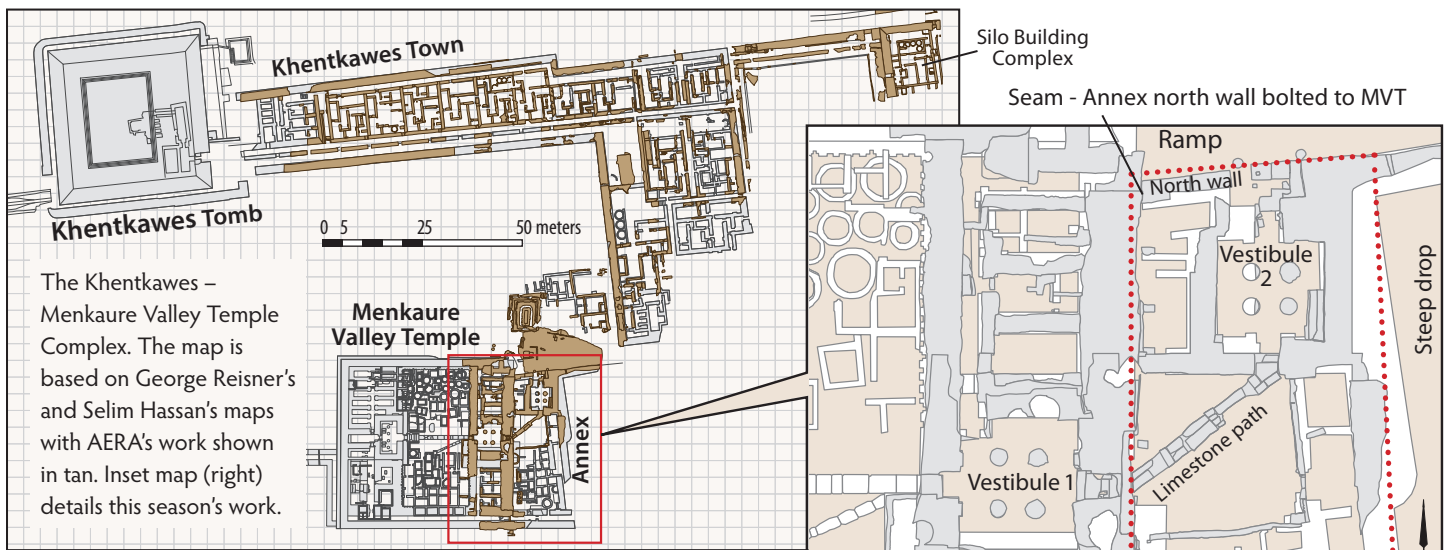 Khentkawes Town
Silo Building
Complex
Seam - Annex north wall bolted to MVT
Khentkawes Tomb
0 5 25 50 meters
The Khentkawes –
Menkaure Valley Temple
Complex. The map is
based on George Reisner’s
and Selim Hassan’s maps
with AERA’s work shown
in tan. Inset map (right)
details this season’s work.
Menkaure
Valley Temple
Annex
Ramp
North wall
Vestibule
2
Steep drop
Limestone path
Vestibule 1